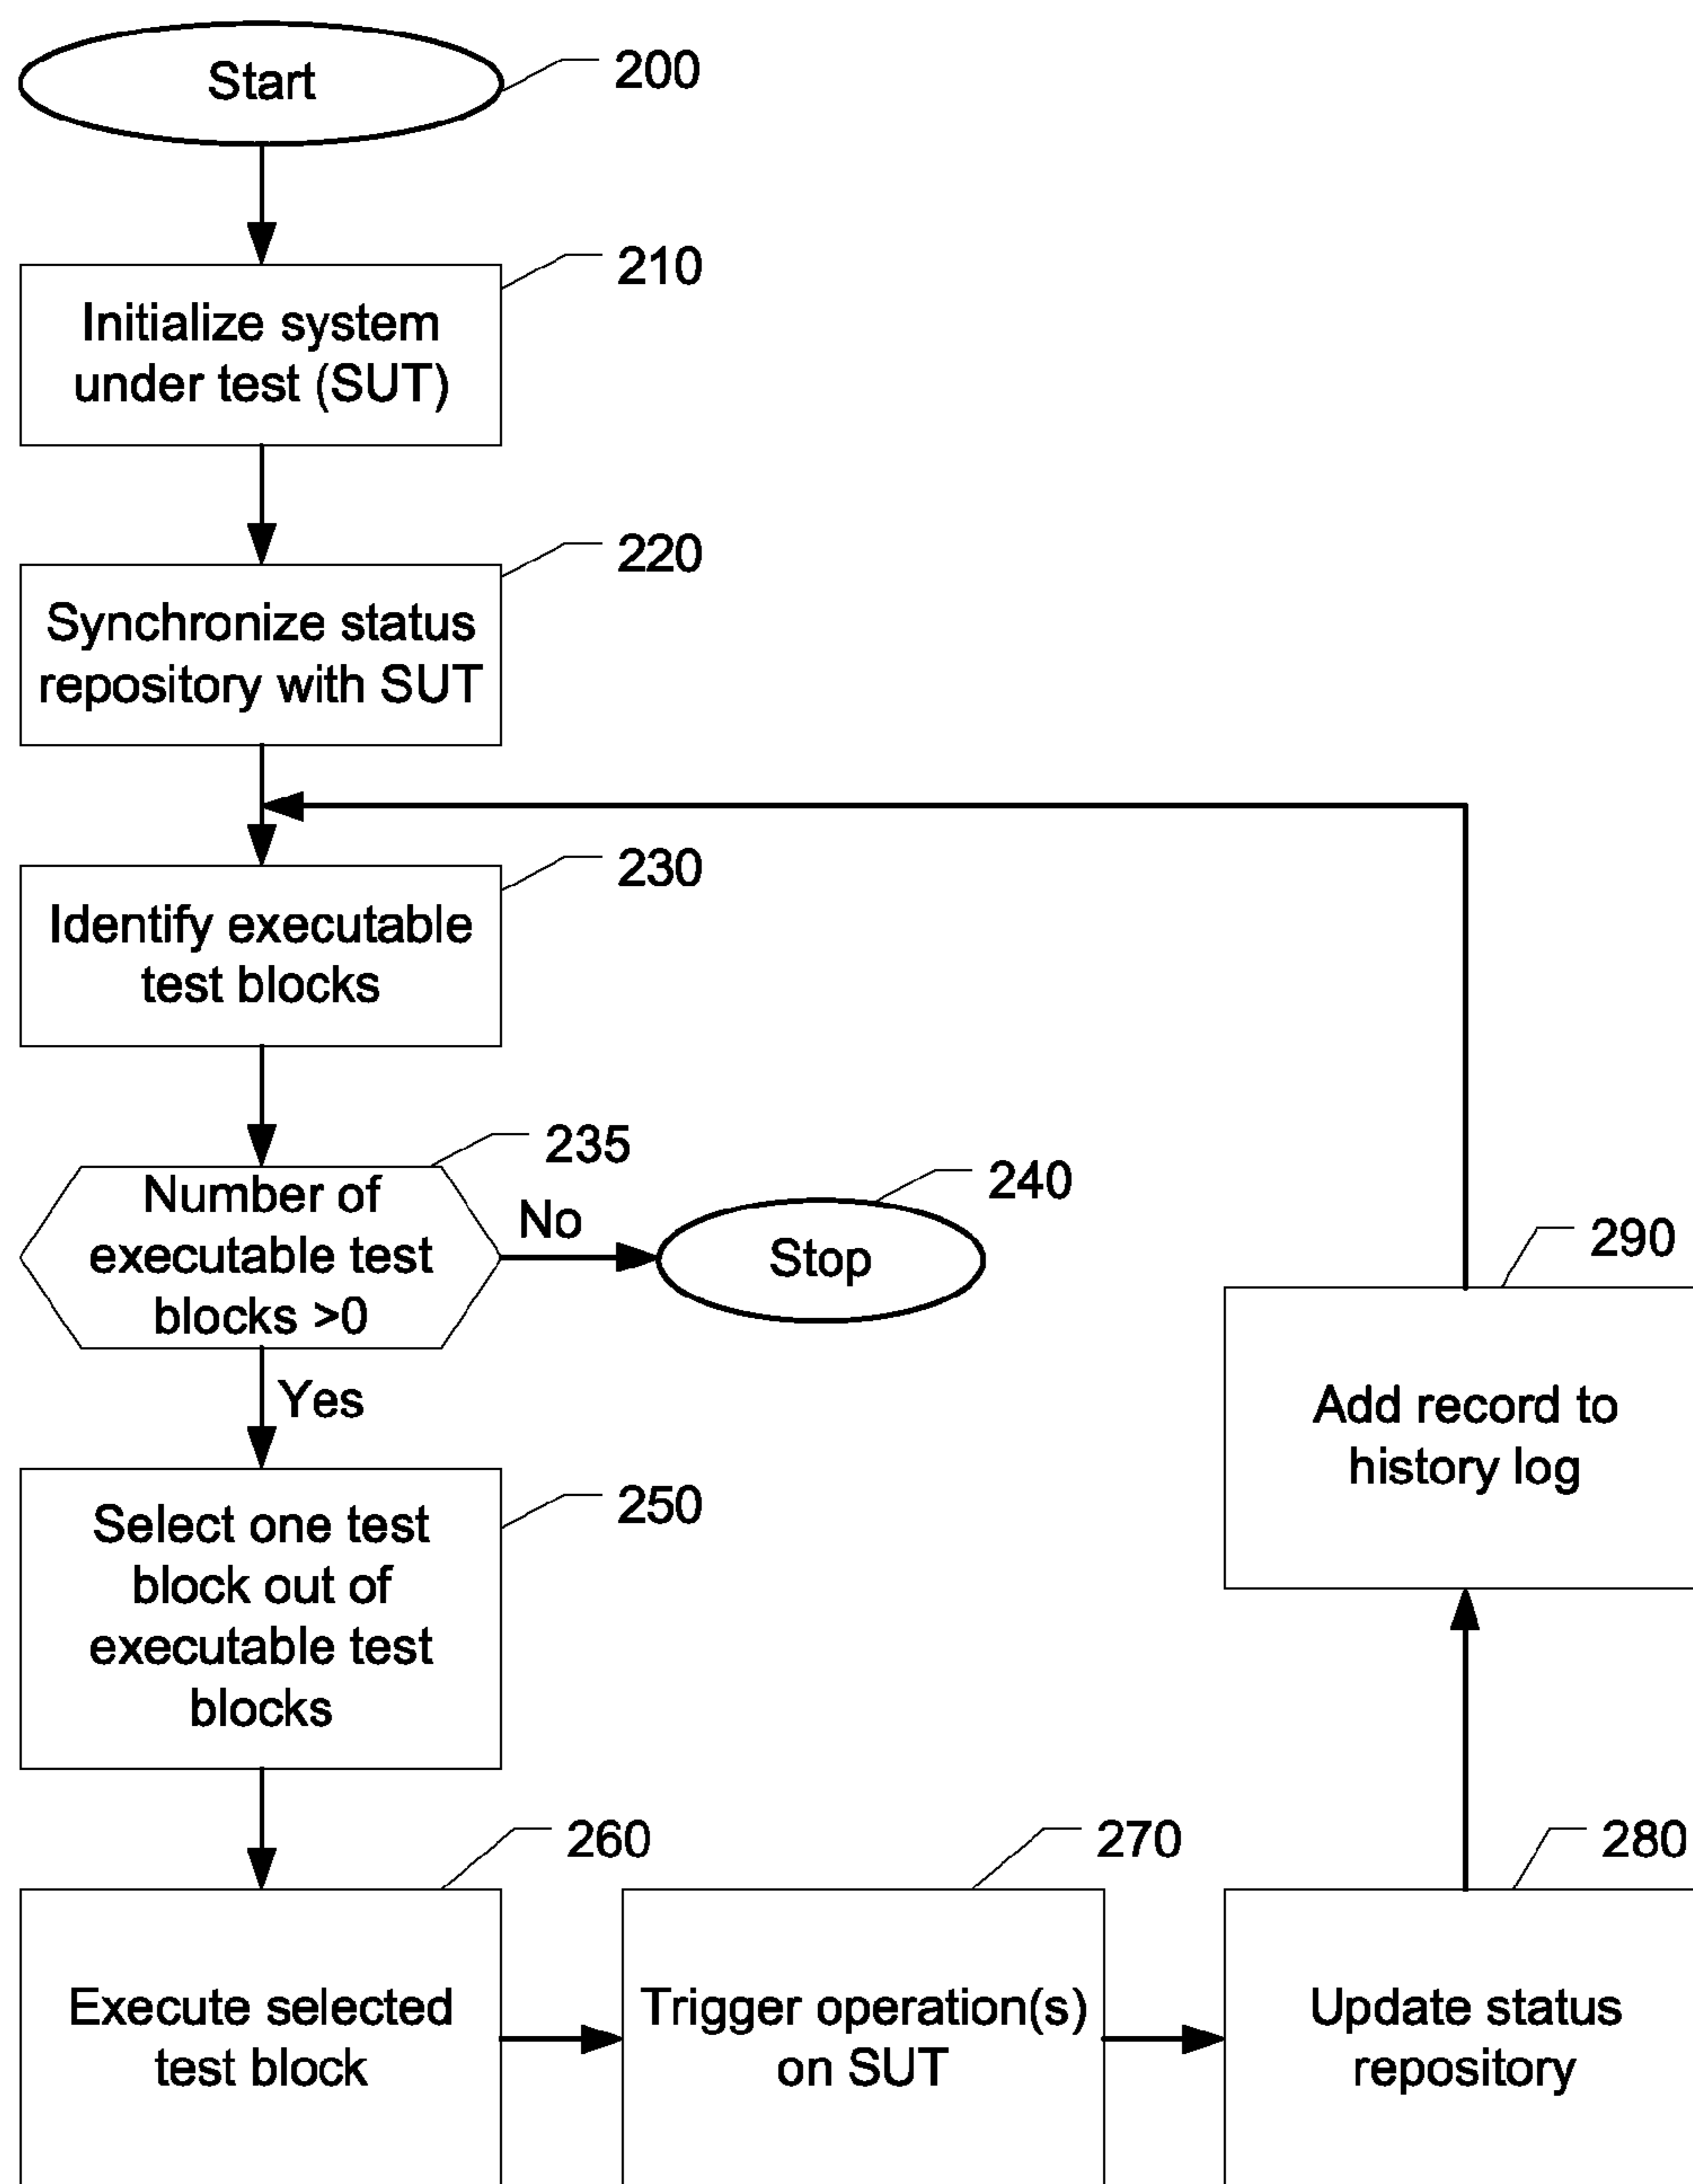 Start
200
Initialize system
under test (SUT)
210
Synchronize status
repository with SUT
220
Identify executable
test blocks
230
Number of
executable test
blocks >0
235
No
Stop
240
Yes
Select one test
block out of
executable test
blocks
250
Execute selected
test block
260
Trigger operation(s)
on SUT
270
Update status
repository
280
Add record to
history log
290